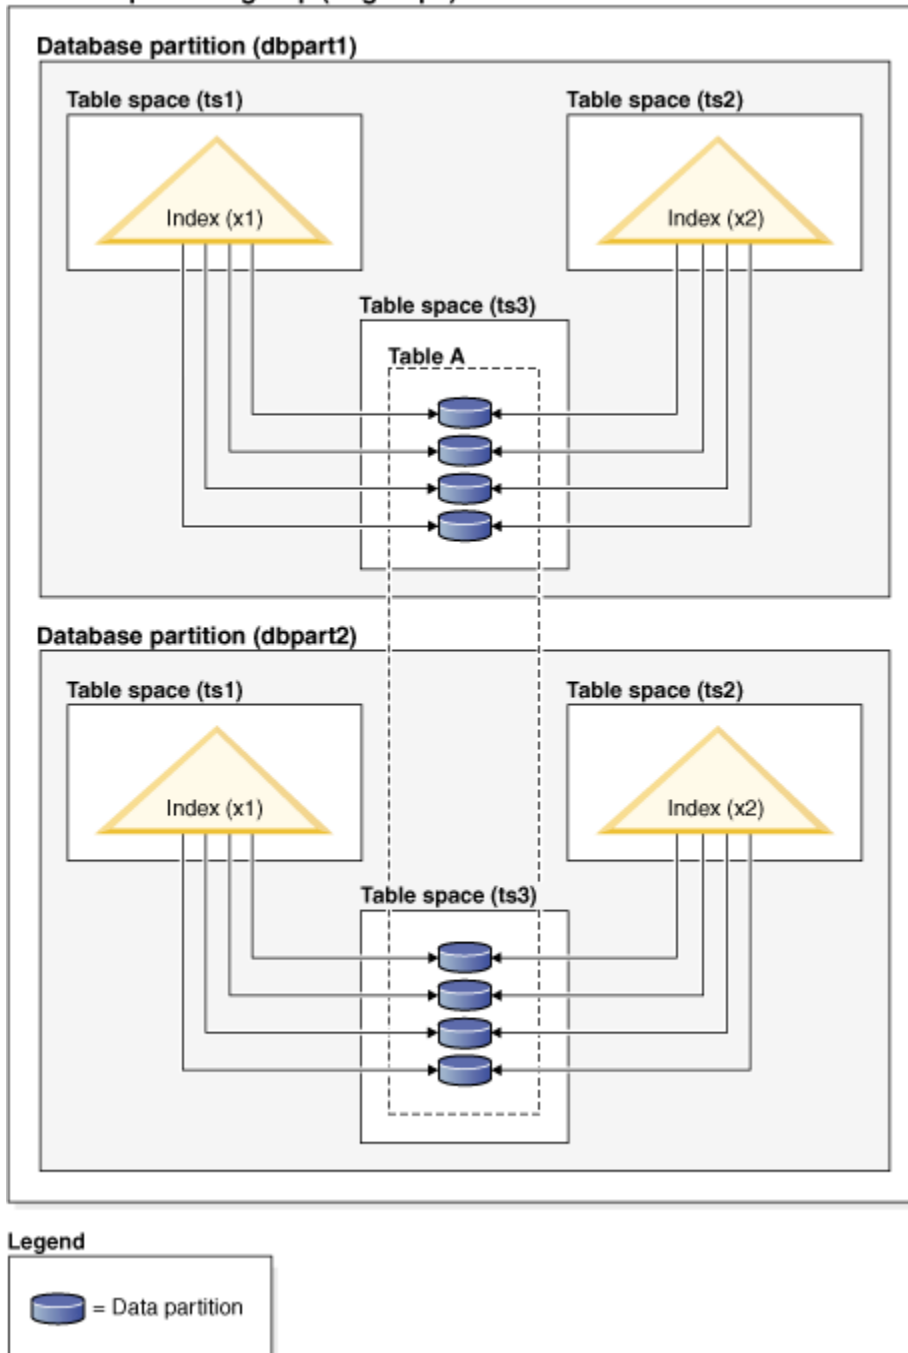 Database partition (dbpart1)
Table space (ts1)
Table space (ts2)
Index (x1)
Index (x2)
Table space (ts3)
Table A
Database partition (dbpart2)
Table space (ts1)
Table space (ts2)
Index (x1)
Index (x2)
Table space (ts3)
Legend
= Data partition